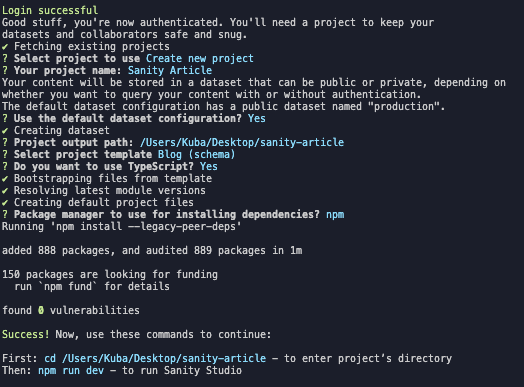 Login successful
Good stuff, you're now authenticated. You'll need a project to keep your
datasets and collaborators safe and snug.
✔ Fetching existing projects
? Select project to use Create new project
? Your project name: Sanity Article
Your content will be stored in a dataset that can be public or private, depending on
whether you want to query your content with or without authentication.
The default dataset configuration has a public dataset named "production".
? Use the default dataset configuration? Yes
✔ Creating dataset
? Project output path: /Users/Kuba/Desktop/sanity-article
? Select project template Blog (schema)
? Do you want to use TypeScript? Yes
✔ Bootstrapping files from template
✔ Resolving latest module versions
✔ Creating default project files
? Package manager to use for installing dependencies? npm
Running 'npm install --legacy-peer-deps'
added 888 packages, and audited 889 packages in 1m
150 packages are looking for funding
run `npm fund` for details
found 0 vulnerabilities
Success! Now, use these commands to continue:
First: cd /Users/Kuba/Desktop/sanity-article - to enter project's directory
Then: npm run dev - to run Sanity Studio